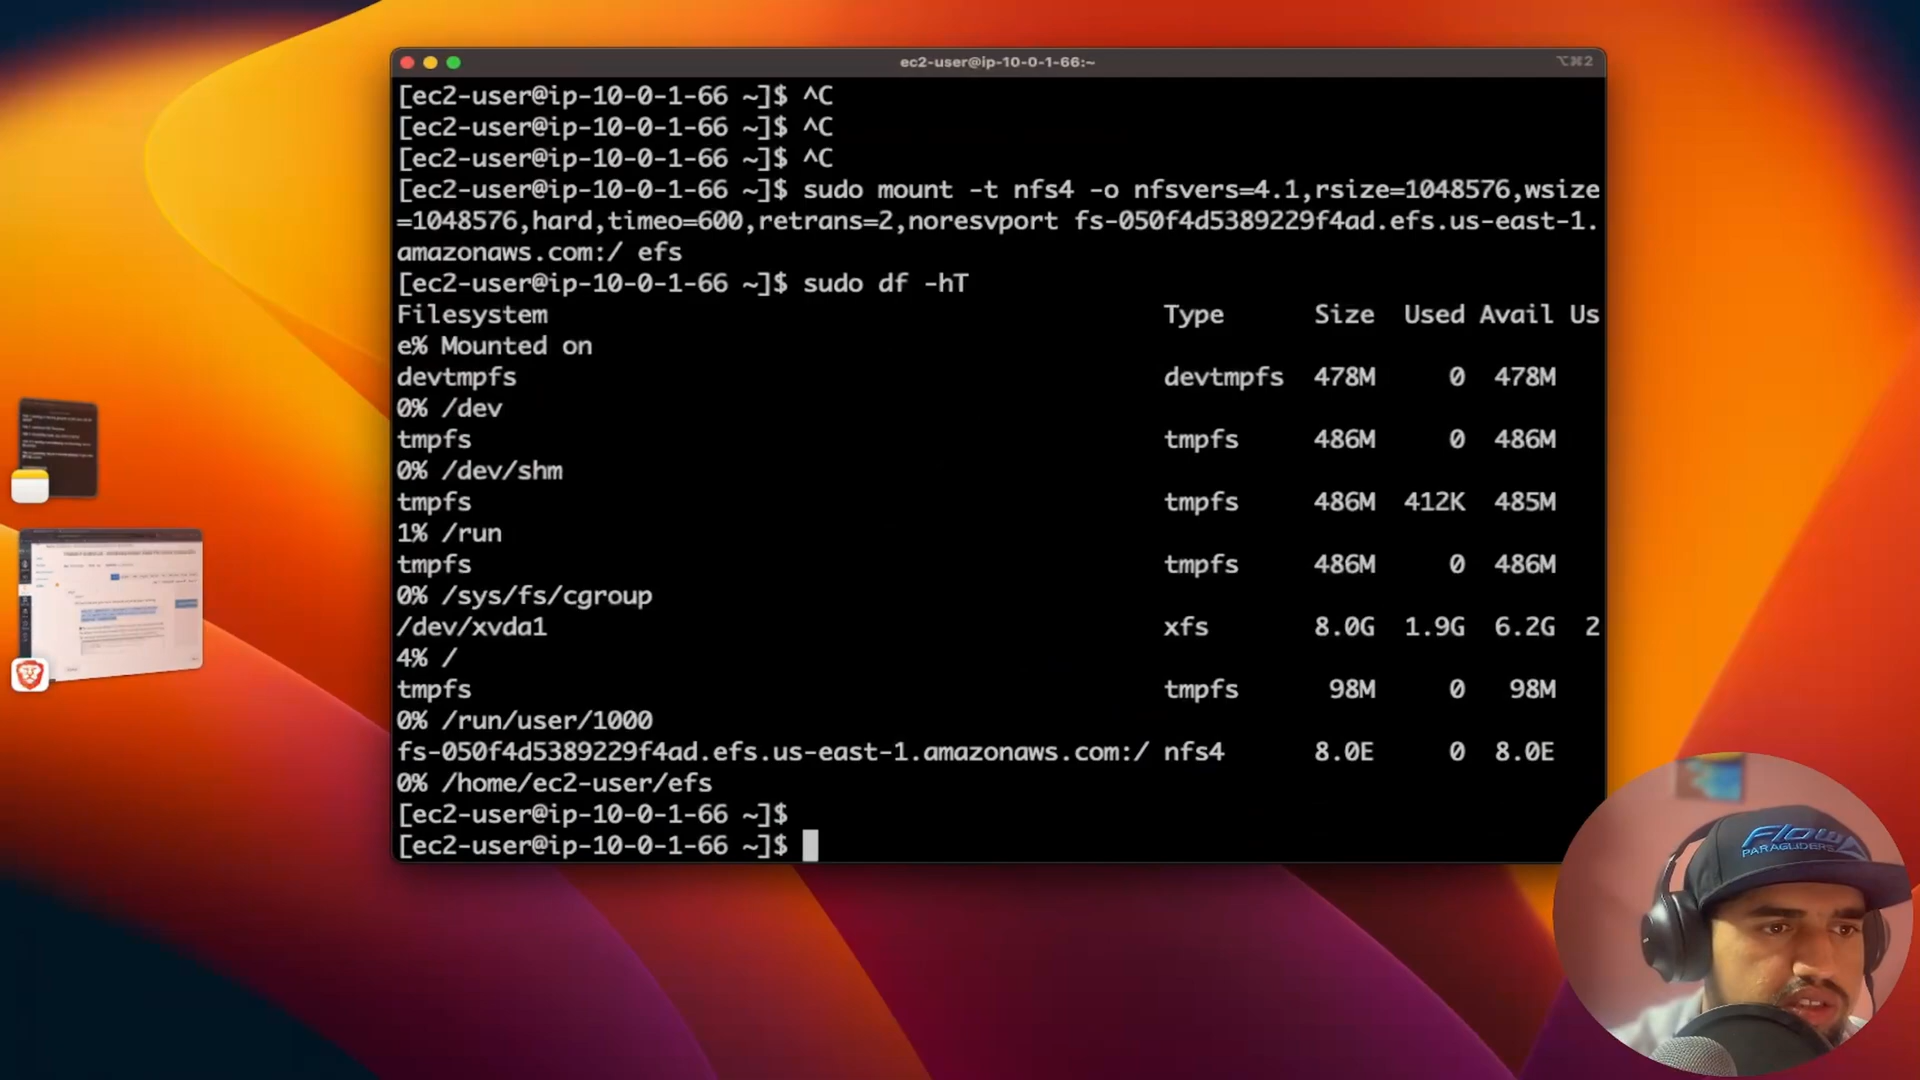 ec2-user@ip-10-0-1-66:~
⌥⌘2
[ec2-user@ip-10-0-1-66 ~]$ ^C
[ec2-user@ip-10-0-1-66 ~]$ ^C
[ec2-user@ip-10-0-1-66 ~]$ ^C
[ec2-user@ip-10-0-1-66 ~]$ sudo mount -t nfs4 -o nfsvers=4.1,rsize=1048576,wsize
=1048576,hard,timeo=600,retrans=2,noresvport fs-050f4d5389229f4ad.efs.us-east-1.
amazonaws.com:/ efs
[ec2-user@ip-10-0-1-66 ~]$ sudo df -hT
Filesystem Type Size Used Avail Us
e% Mounted on
devtmpfs devtmpfs 478M 0 478M
0% /dev
tmpfs tmpfs 486M 0 486M
0% /dev/shm
tmpfs tmpfs 486M 412K 485M
1% /run
tmpfs tmpfs 486M 0 486M
0% /sys/fs/cgroup
/dev/xvda1 xfs 8.0G 1.9G 6.2G 2
4% /
tmpfs tmpfs 98M 0 98M
0% /run/user/1000
fs-050f4d5389229f4ad.efs.us-east-1.amazonaws.com:/ nfs4 8.0E 0 8.0E
0% /home/ec2-user/efs
[ec2-user@ip-10-0-1-66 ~]$
[ec2-user@ip-10-0-1-66 ~]$
Flow
PARAGLIDERS